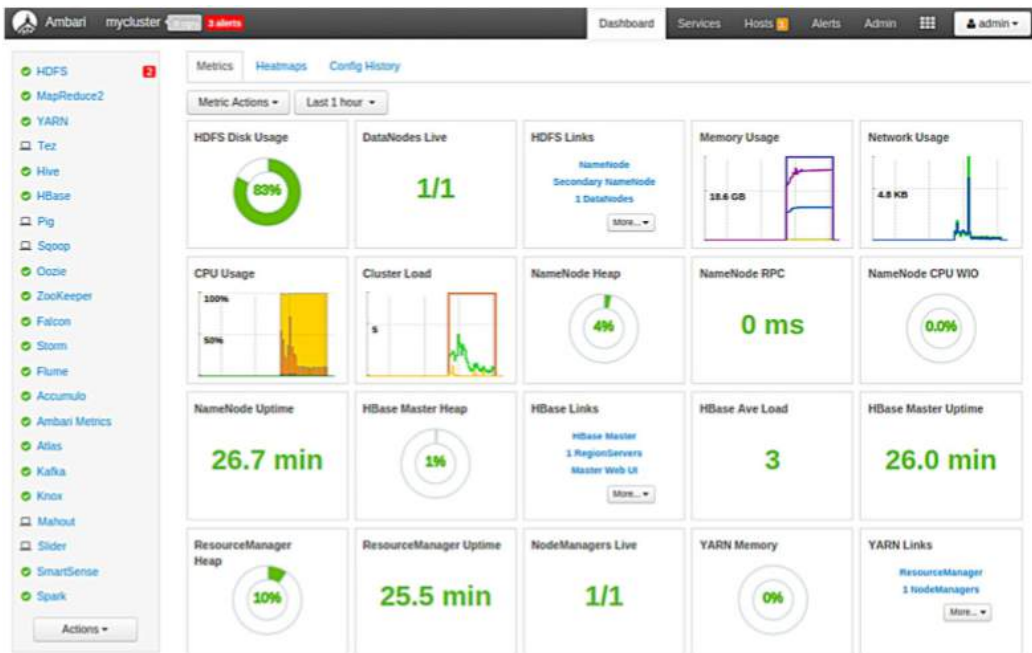 Ambari mycluster 3 alerts Dashboard Services Hosts 1 Alerts Admin admin
HDFS 2
MapReduce2
YARN
Tez
Hive
HBase
Pig
Sqoop
Oozie
ZooKeeper
Falcon
Storm
Flume
Accumulo
Ambari Metrics
Atlas
Kafka
Knox
Mahout
Slider
SmartSense
Spark
Actions
Metrics Heatmaps Config History
Metric Actions Last 1 hour
HDFS Disk Usage
83%
DataNodes Live
1/1
HDFS Links
NameNode
Secondary NameNode
1 DataNodes
More...
Memory Usage
18.6 GB
Network Usage
4.8 KB
CPU Usage
100%
50%
Cluster Load
5
NameNode Heap
4%
NameNode RPC
0 ms
NameNode CPU WIO
0.0%
NameNode Uptime
26.7 min
HBase Master Heap
1%
HBase Links
HBase Master
1 RegionServers
Master Web UI
More...
HBase Ave Load
3
HBase Master Uptime
26.0 min
ResourceManager
Heap
10%
ResourceManager Uptime
25.5 min
NodeManagers Live
1/1
YARN Memory
0%
YARN Links
ResourceManager
1 NodeManagers
More...